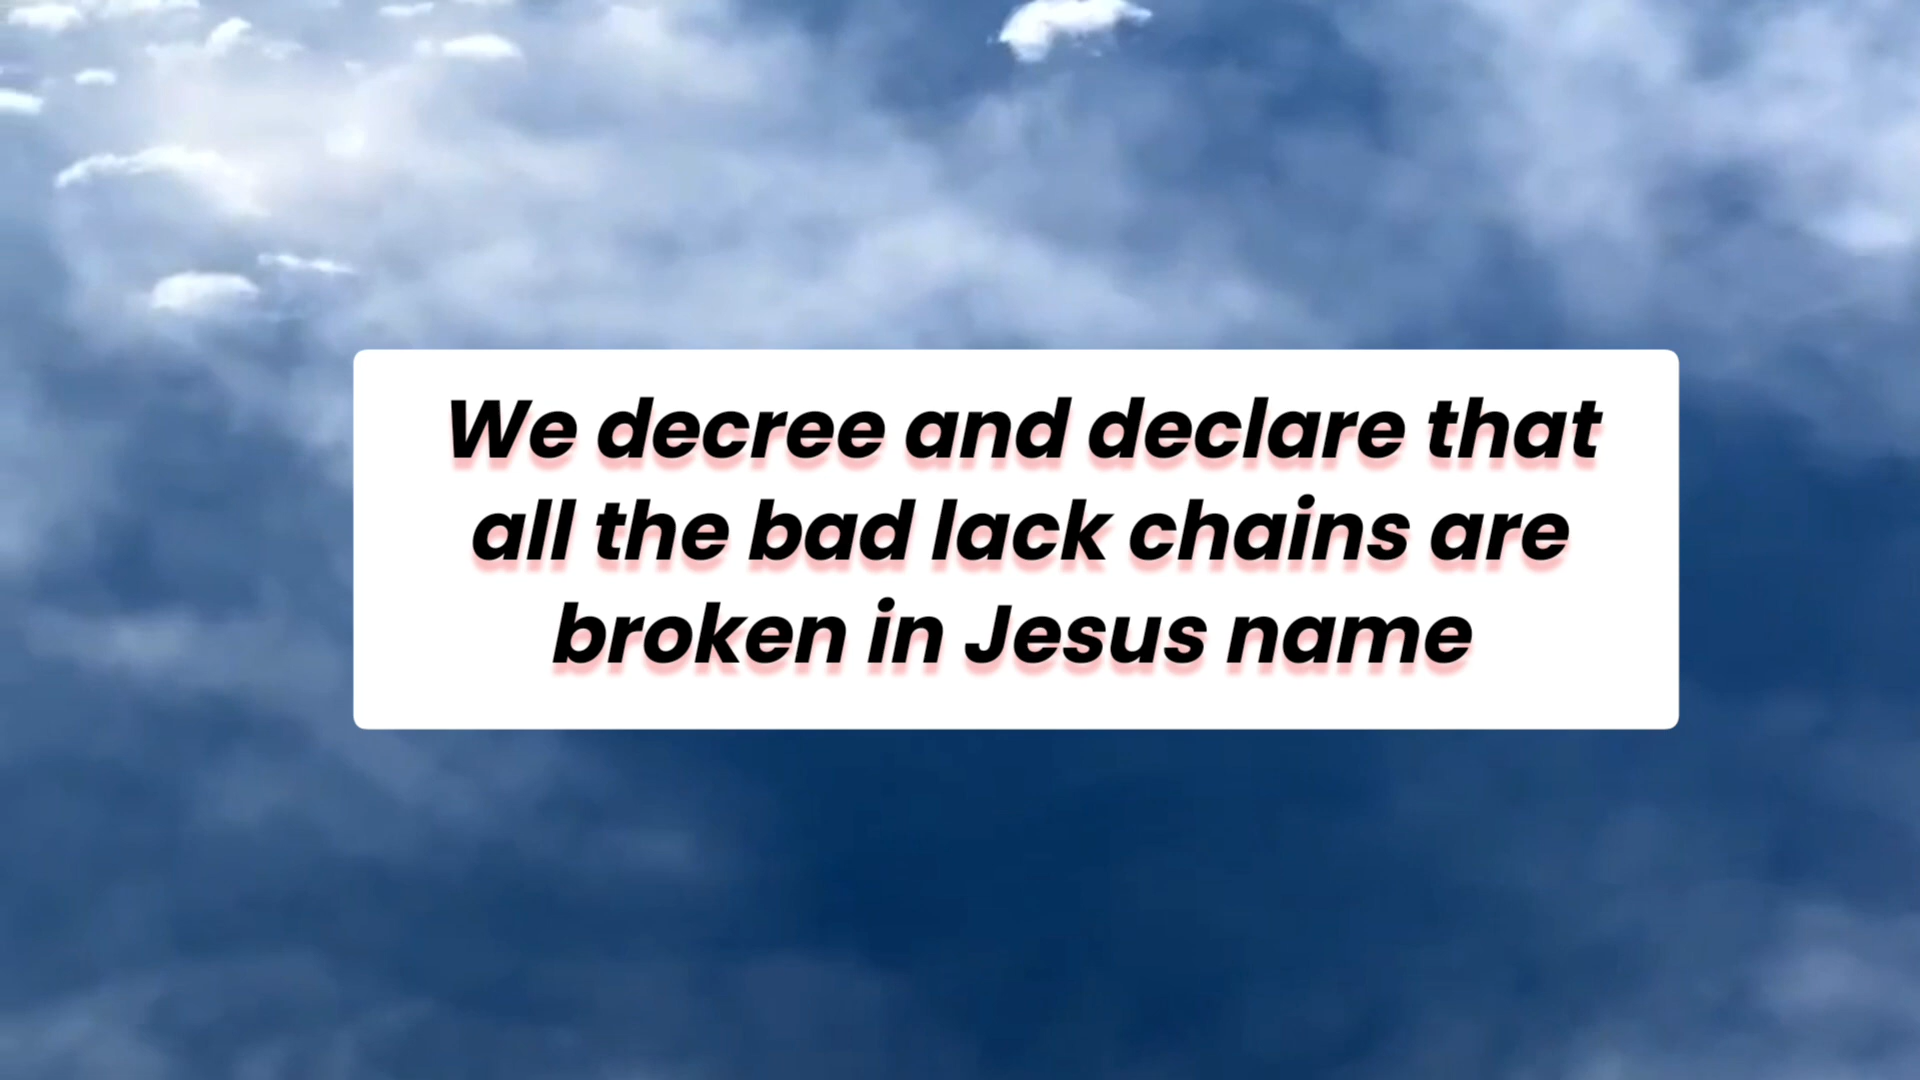 We decree and declare that
all the bad lack chains are
broken in Jesus name